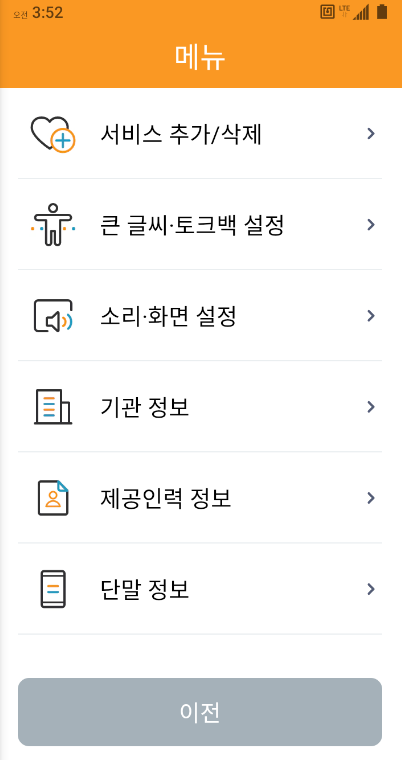 오전 3:52
LTE
메뉴
서비스 추가/삭제
큰 글씨·토크백 설정
소리·화면 설정
기관 정보
제공인력 정보
단말 정보
이전